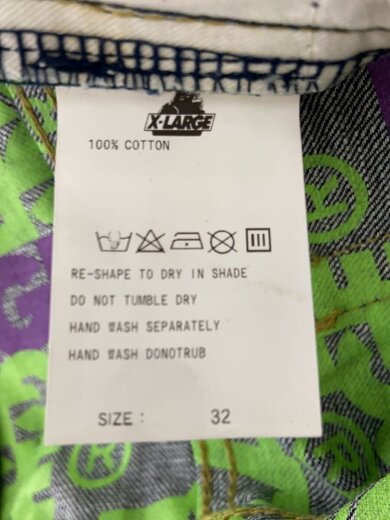 X-LARGE
100% COTTON
RE-SHAPE TO DRY IN SHADE
DO NOT TUMBLE DRY
HAND WASH SEPARATELY
HAND WASH DONOTRUB
SIZE : 32